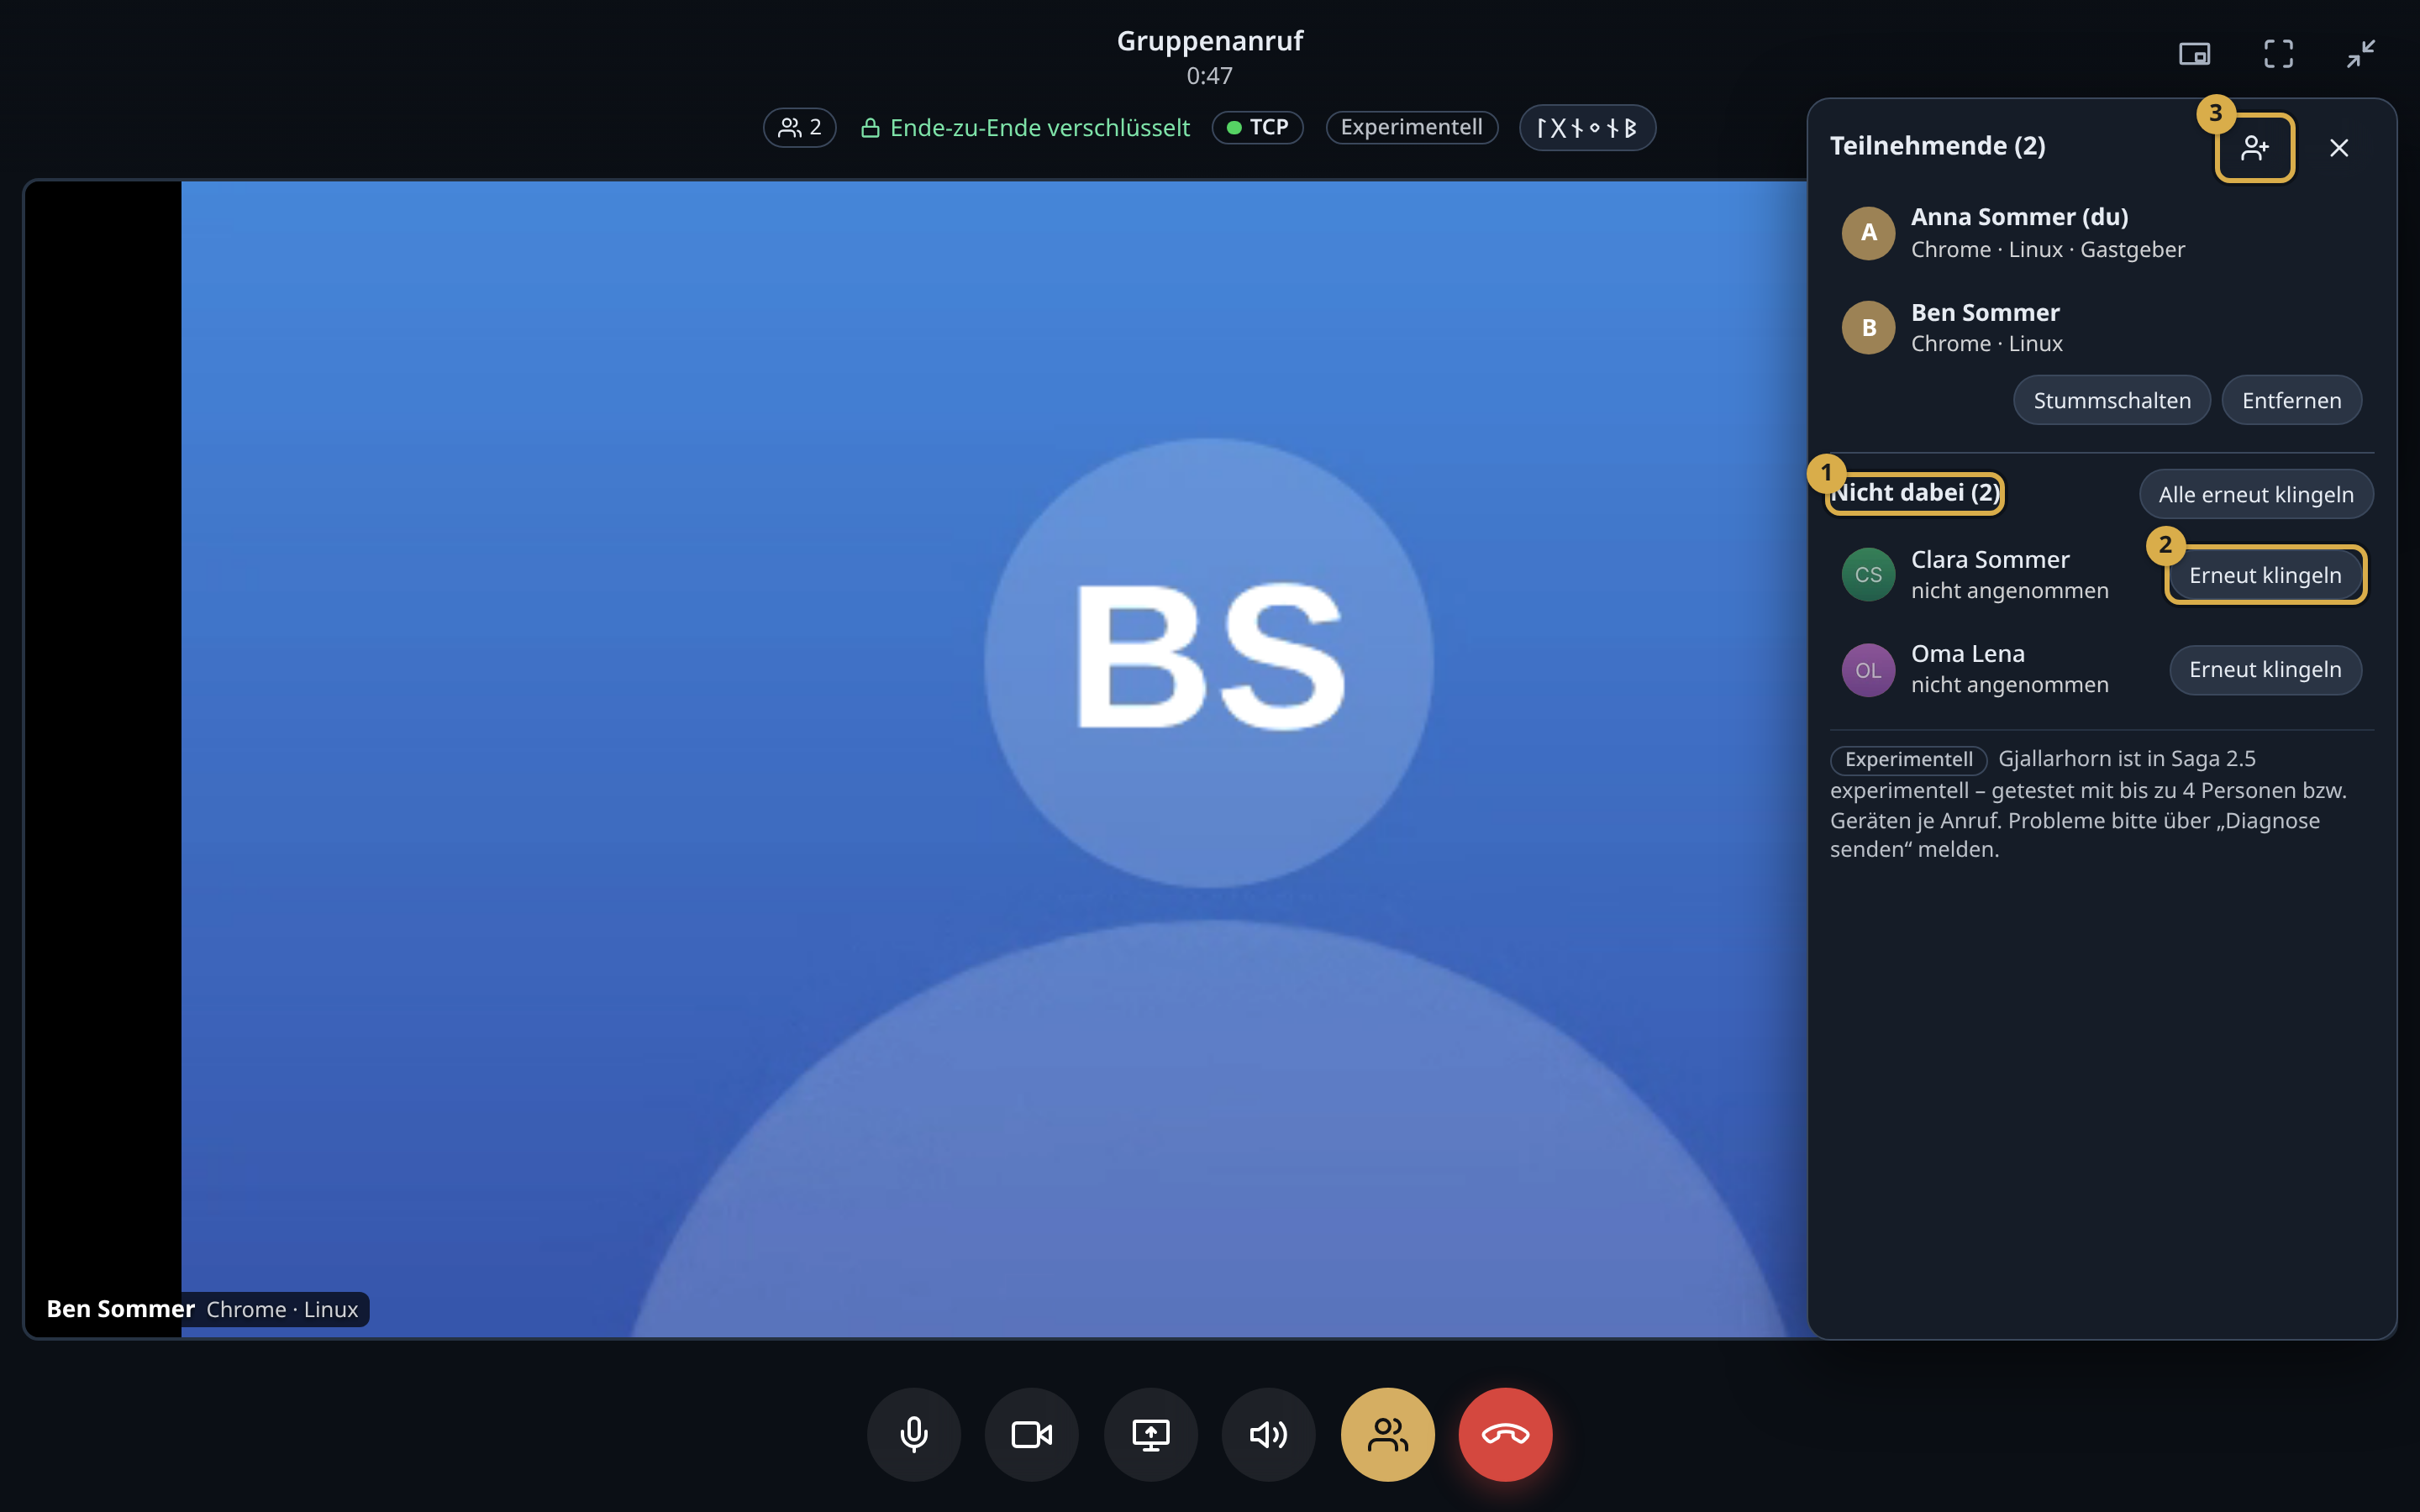 Gruppenanruf
0:47
2 Ende-zu-Ende verschlüsselt TCP Experimentell
3
Teilnehmende (2)
A
Anna Sommer (du)
Chrome · Linux · Gastgeber
B
Ben Sommer
Chrome · Linux
Stummschalten Entfernen
1
Nicht dabei (2) Alle erneut klingeln
2
CS
Clara Sommer
nicht angenommen
Erneut klingeln
OL
Oma Lena
nicht angenommen
Erneut klingeln
Experimentell Gjallarhorn ist in Saga 2.5
experimentell – getestet mit bis zu 4 Personen bzw.
Geräten je Anruf. Probleme bitte über „Diagnose
senden“ melden.
BS
Ben Sommer Chrome · Linux